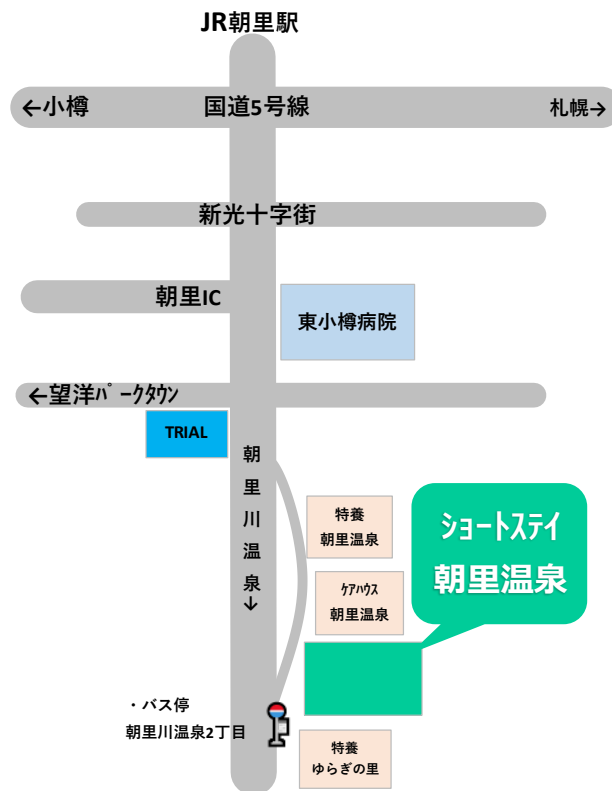 JR朝里駅
←小樽 国道5号線 札幌→
新光十字街
朝里IC
東小樽病院
←望洋ﾊﾟｰｸﾀｳﾝ
TRIAL
朝里川温泉↓
特養
朝里温泉
ｼｮｰﾄｽﾃｲ
朝里温泉
ｹｱﾊｳｽ
朝里温泉
・バス停
朝里川温泉2丁目
特養
ゆらぎの里